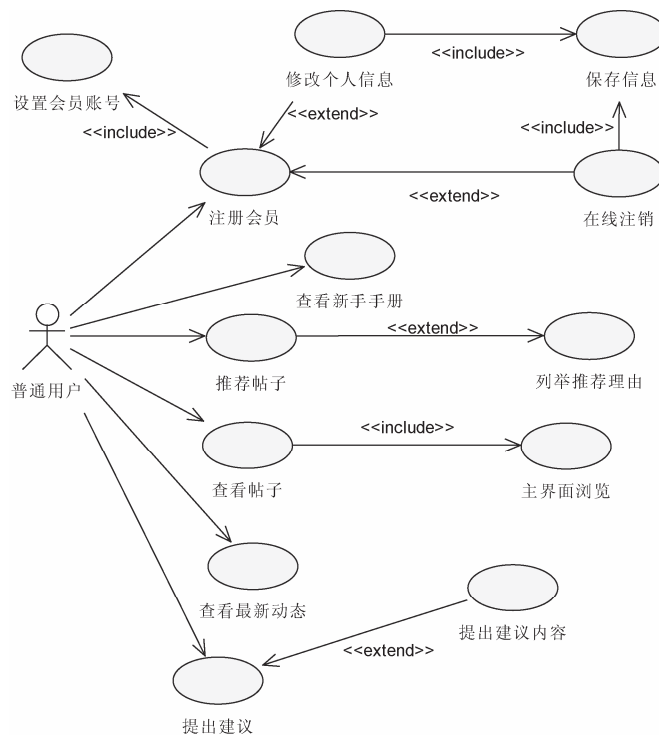 <<include>>
修改个人信息
保存信息
设置会员账号
<<extend>>
<<include>>
<<include>>
<<extend>>
注册会员
在线注销
查看新手手册
<<extend>>
普通用户
推荐帖子
列举推荐理由
<<include>>
查看帖子
主界面浏览
查看最新动态
提出建议内容
<<extend>>
提出建议